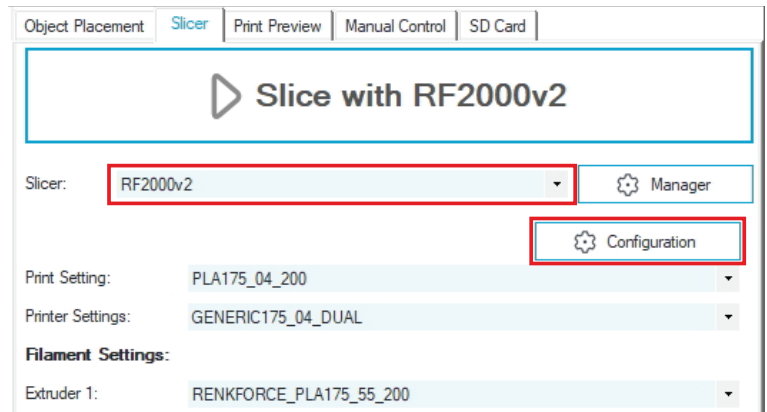 Object Placement Slicer Print Preview Manual Control SD Card
Slice with RF2000v2
Slicer: RF2000v2 Manager
Configuration
Print Setting: PLA175_04_200
Printer Settings: GENERIC175_04_DUAL
Filament Settings:
Extruder 1: RENKFORCE_PLA175_55_200